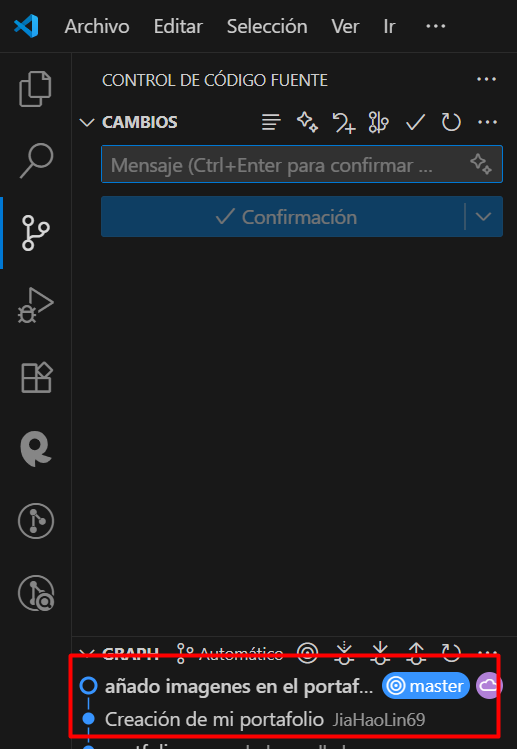 Archivo Editar Selección Ver Ir ...
CONTROL DE CÓDIGO FUENTE ...
CAMBIOS
Mensaje (Ctrl+Enter para confirmar ...
Confirmación
GRAPH Automático
añado imagenes en el portaf... master
Creación de mi portafolio JiaHaoLin69